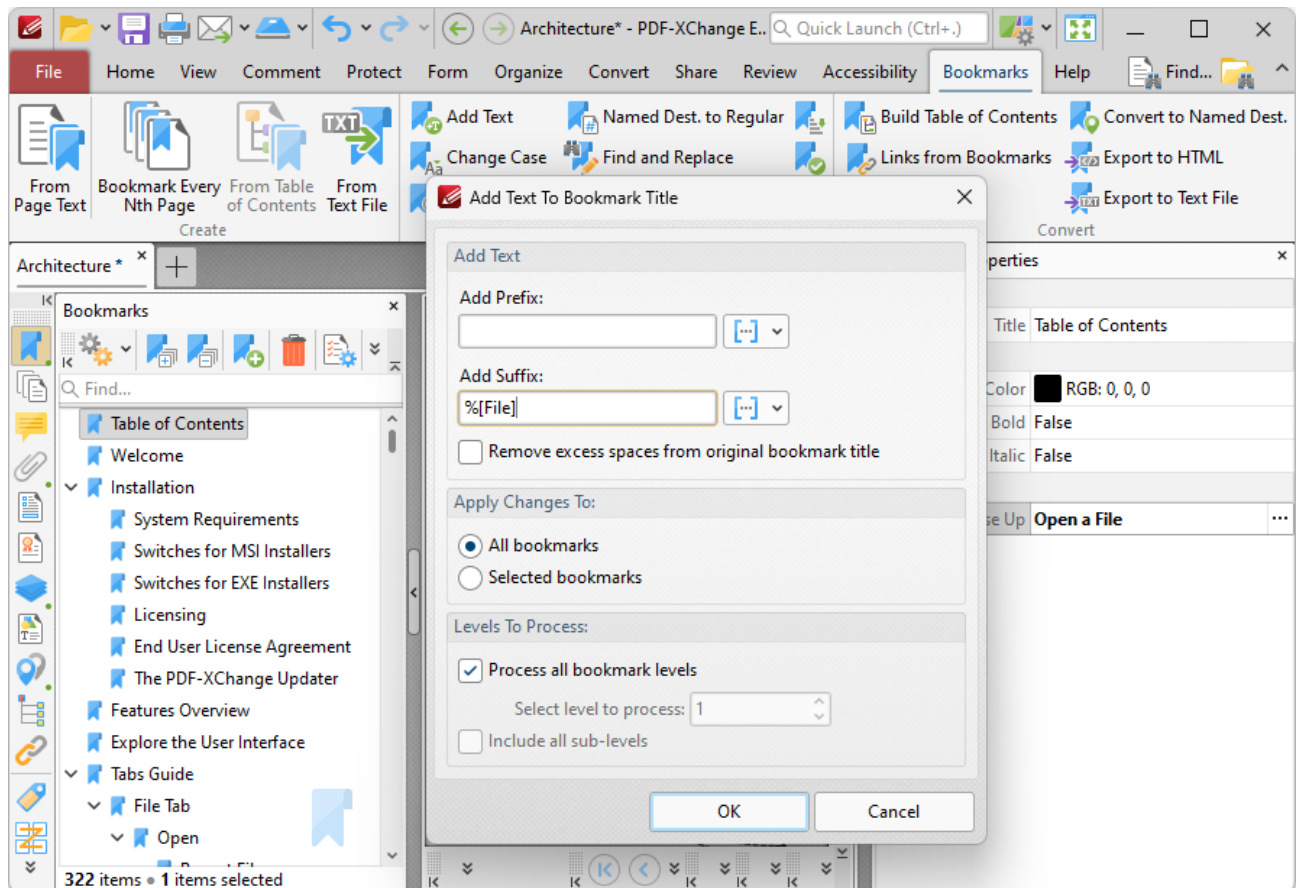 Architecture* - PDF-XChange E.. Quick Launch (Ctrl+.)
File Home View Comment Protect Form Organize Convert Share Review Accessibility Bookmarks Help Find...
TXT
From Page Text
Bookmark Every Nth Page
From Table of Contents
From Text File
Create
Add Text
Named Dest. to Regular
Aa
Change Case
Find and Replace
Build Table of Contents
Convert to Named Dest.
Links from Bookmarks
Export to HTML
Export to Text File
Convert
Architecture *
Bookmarks
Find...
Table of Contents
Welcome
Installation
System Requirements
Switches for MSI Installers
Switches for EXE Installers
Licensing
End User License Agreement
The PDF-XChange Updater
Features Overview
Explore the User Interface
Tabs Guide
File Tab
Open
322 items • 1 items selected
Add Text To Bookmark Title
Add Text
Add Prefix:
Add Suffix:
%[File]
Remove excess spaces from original bookmark title
Apply Changes To:
All bookmarks
Selected bookmarks
Levels To Process:
Process all bookmark levels
Select level to process: 1
Include all sub-levels
OK
Cancel
perties
Title Table of Contents
Color RGB: 0, 0, 0
Bold False
Italic False
se Up Open a File